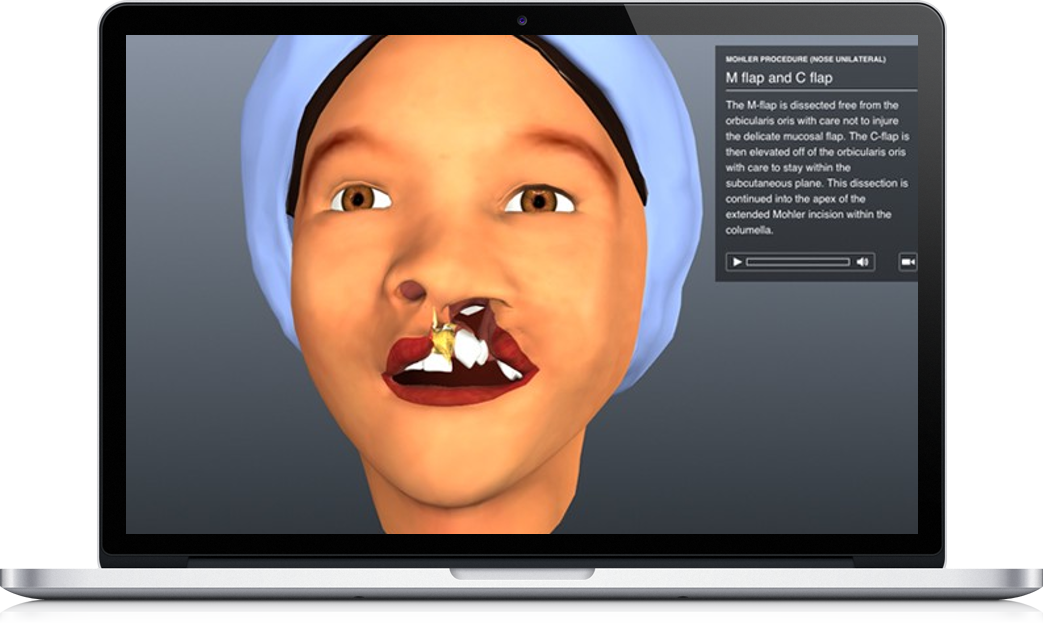 MOHLER PROCEDURE (NOSE UNILATERAL)
M flap and C flap
The M-flap is dissected free from the
orbicularis oris with care not to injure
the delicate mucosal flap. The C-flap is
then elevated off of the orbicularis oris
with care to stay within the
subcutaneous plane. This dissection is
continued into the apex of the
extended Mohler incision within the
columella.